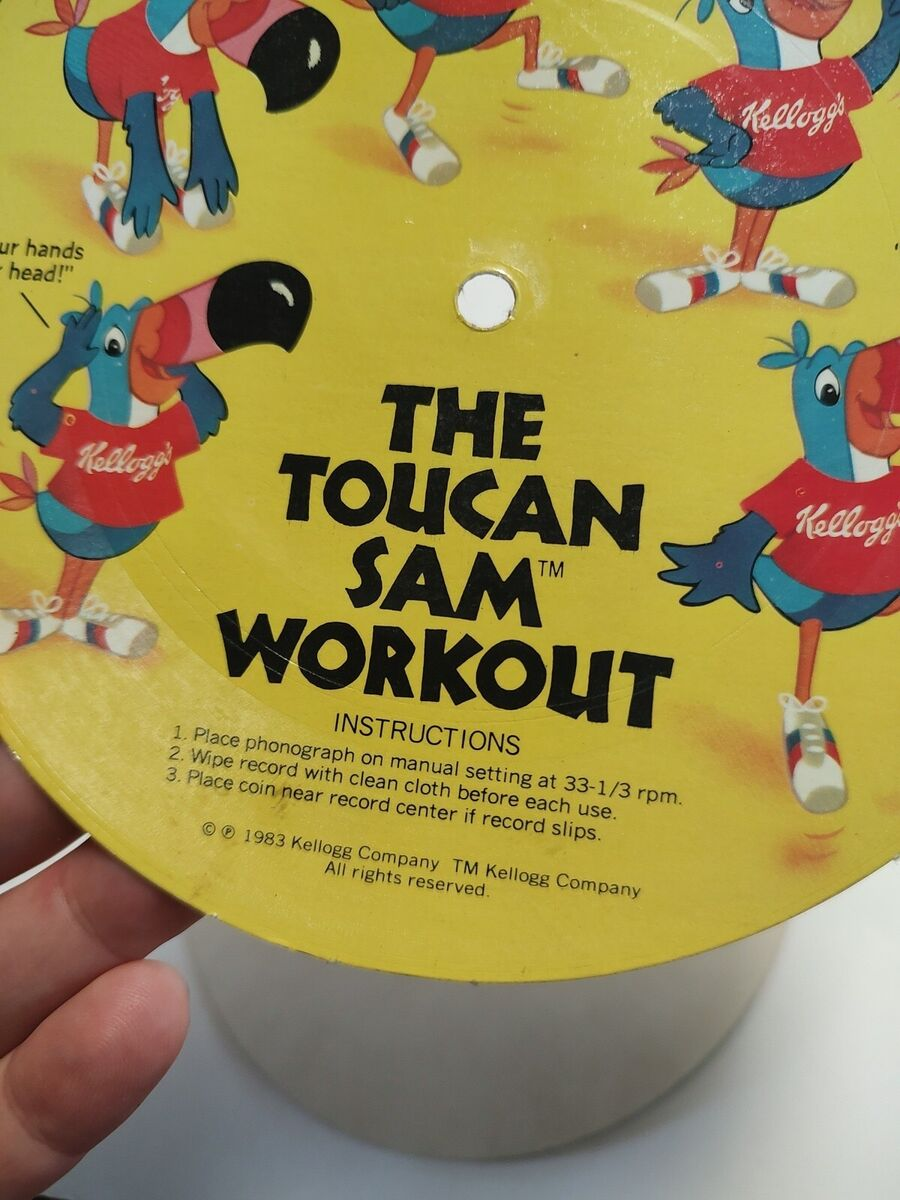 Kellogg's
ur hands
head!"
Kellogg's
Kellogg's
THE
TOUCAN
SAM™
WORKOUT
INSTRUCTIONS
1. Place phonograph on manual setting at 33-1/3 rpm.
2. Wipe record with clean cloth before each use.
3. Place coin near record center if record slips.
© ℗ 1983 Kellogg Company TM Kellogg Company
All rights reserved.